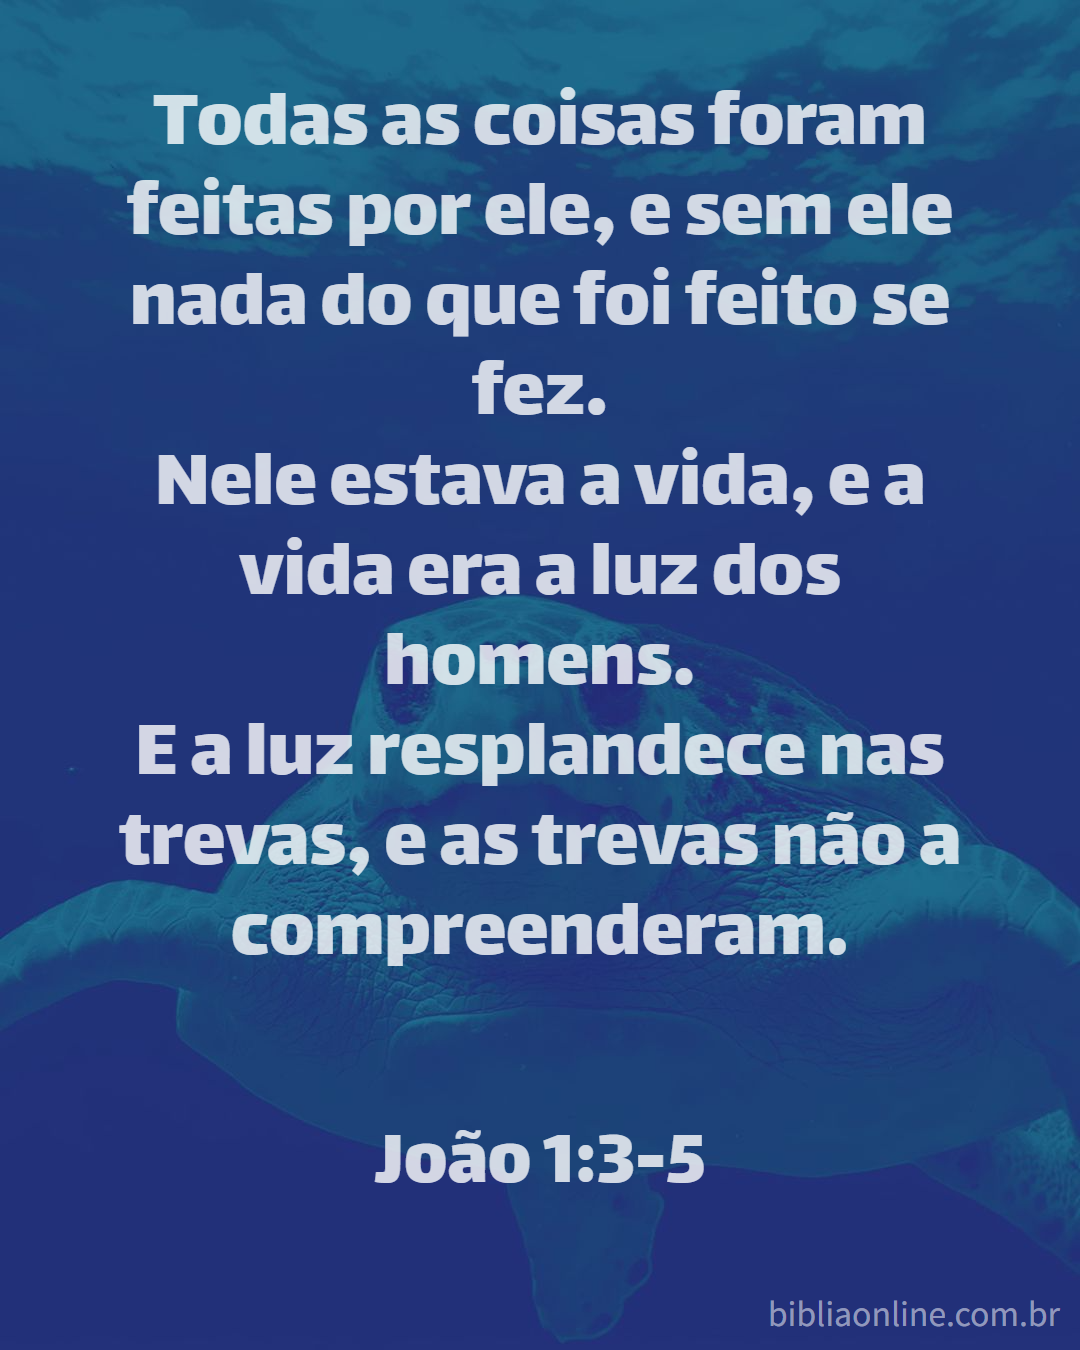 Todas as coisas foram
feitas por ele, e sem ele
nada do que foi feito se
fez.
Nele estava a vida, e a
vida era a luz dos
homens.
E a luz resplandece nas
trevas, e as trevas não a
compreenderam.
João 1:3-5
bibliaonline.com.br